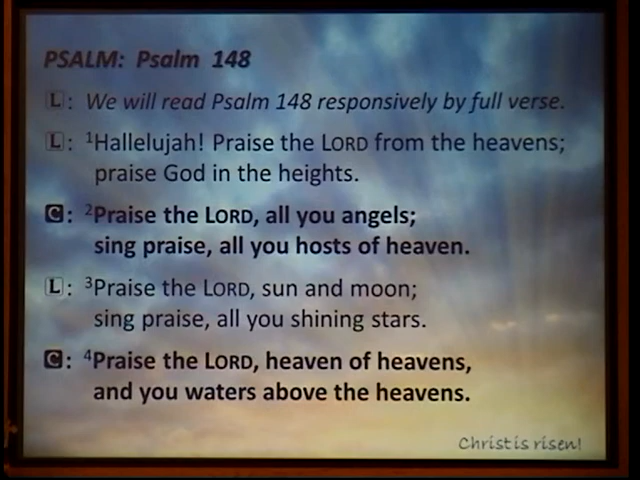 PSALM: Psalm 148
L: We will read Psalm 148 responsively by full verse.
L: ¹Hallelujah! Praise the LORD from the heavens;
praise God in the heights.
C: ²Praise the LORD, all you angels;
sing praise, all you hosts of heaven.
L: ³Praise the LORD, sun and moon;
sing praise, all you shining stars.
C: ⁴Praise the LORD, heaven of heavens,
and you waters above the heavens.
Christ is risen!